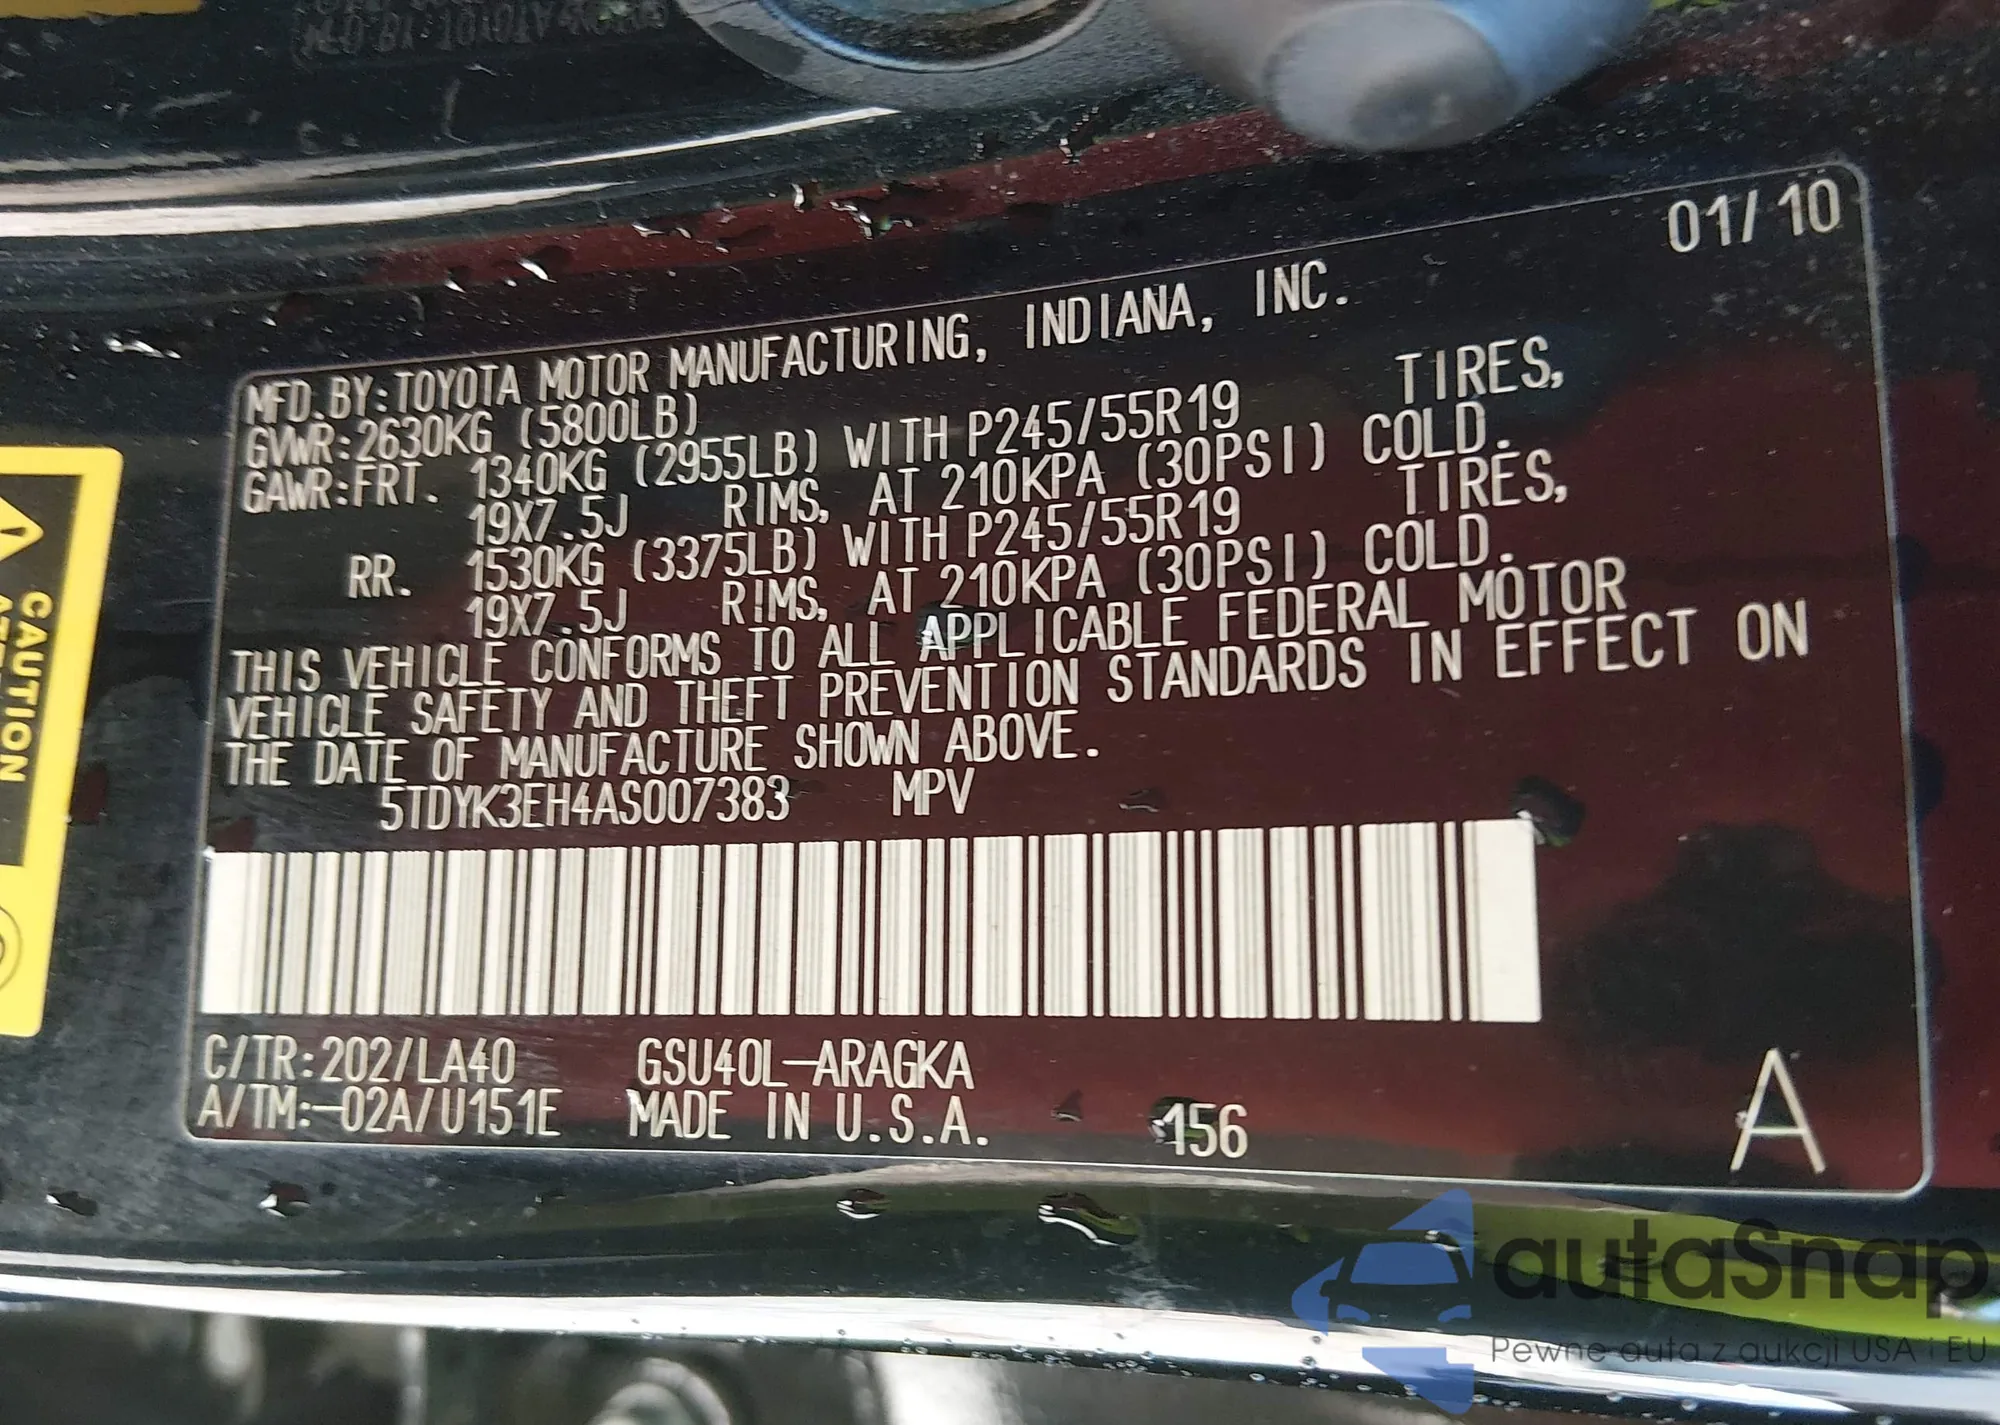 01/10
MFD.BY:TOYOTA MOTOR MANUFACTURING, INDIANA, INC.
GVWR:2630KG (5800LB)
GAWR:FRT. 1340KG (2955LB) WITH P245/55R19 TIRES,
19X7.5J RIMS, AT 210KPA (30PSI) COLD.
RR. 1530KG (3375LB) WITH P245/55R19 TIRES,
19X7.5J RIMS, AT 210KPA (30PSI) COLD.
THIS VEHICLE CONFORMS TO ALL APPLICABLE FEDERAL MOTOR
VEHICLE SAFETY AND THEFT PREVENTION STANDARDS IN EFFECT ON
THE DATE OF MANUFACTURE SHOWN ABOVE.
5TDYK3EH4AS007383 MPV
C/TR:202/LA40 GSU40L-ARAGKA
A/TM:-02A/U151E MADE IN U.S.A. 156 A
CAUTION
autaSnap
Pewne auta z aukcji USA i EU